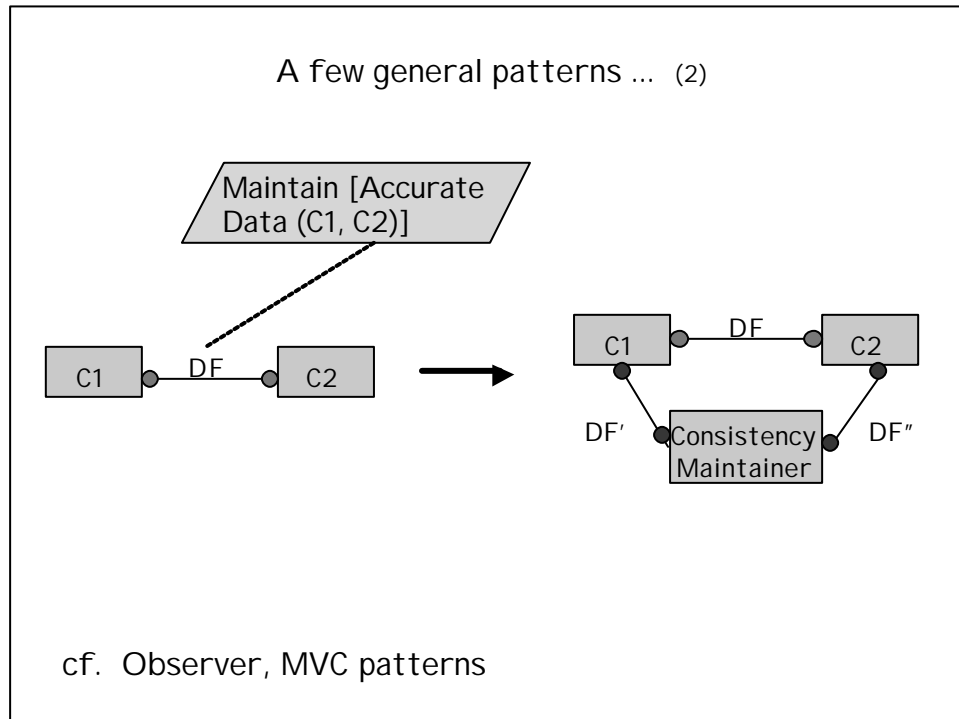 A few general patterns ... (2)
Maintain [Accurate
Data (C1, C2)]
C1
DF
C2
C1
DF
C2
DF'
Consistency
Maintainer
DF"
cf. Observer, MVC patterns